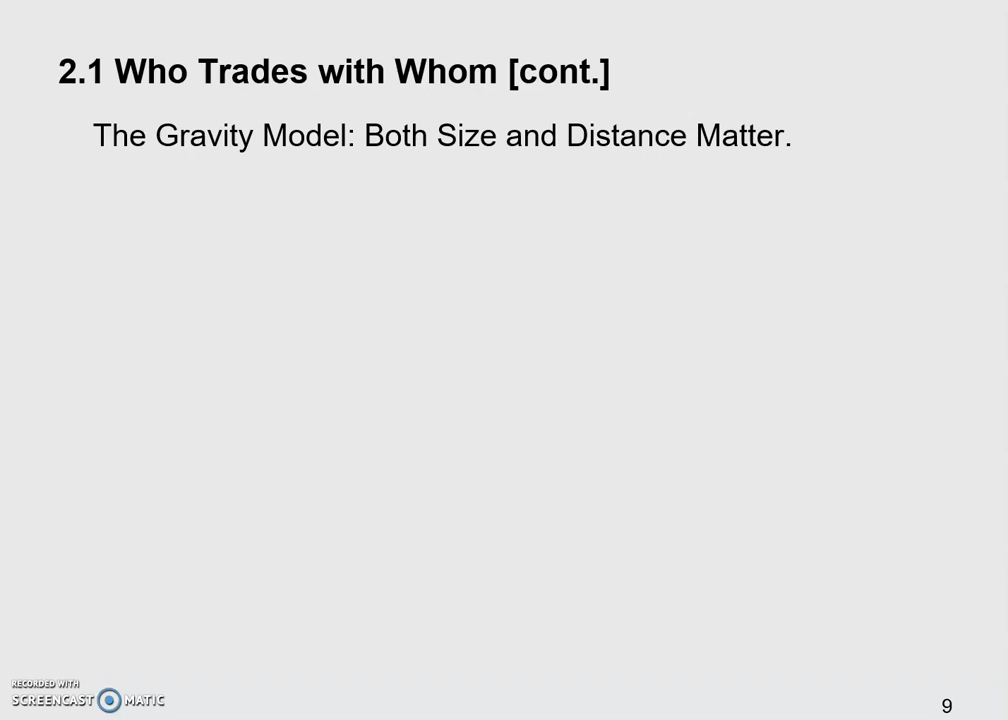 2.1 Who Trades with Whom [cont.]
The Gravity Model: Both Size and Distance Matter.
RECORDED WITH
SCREENCAST MATIC
9